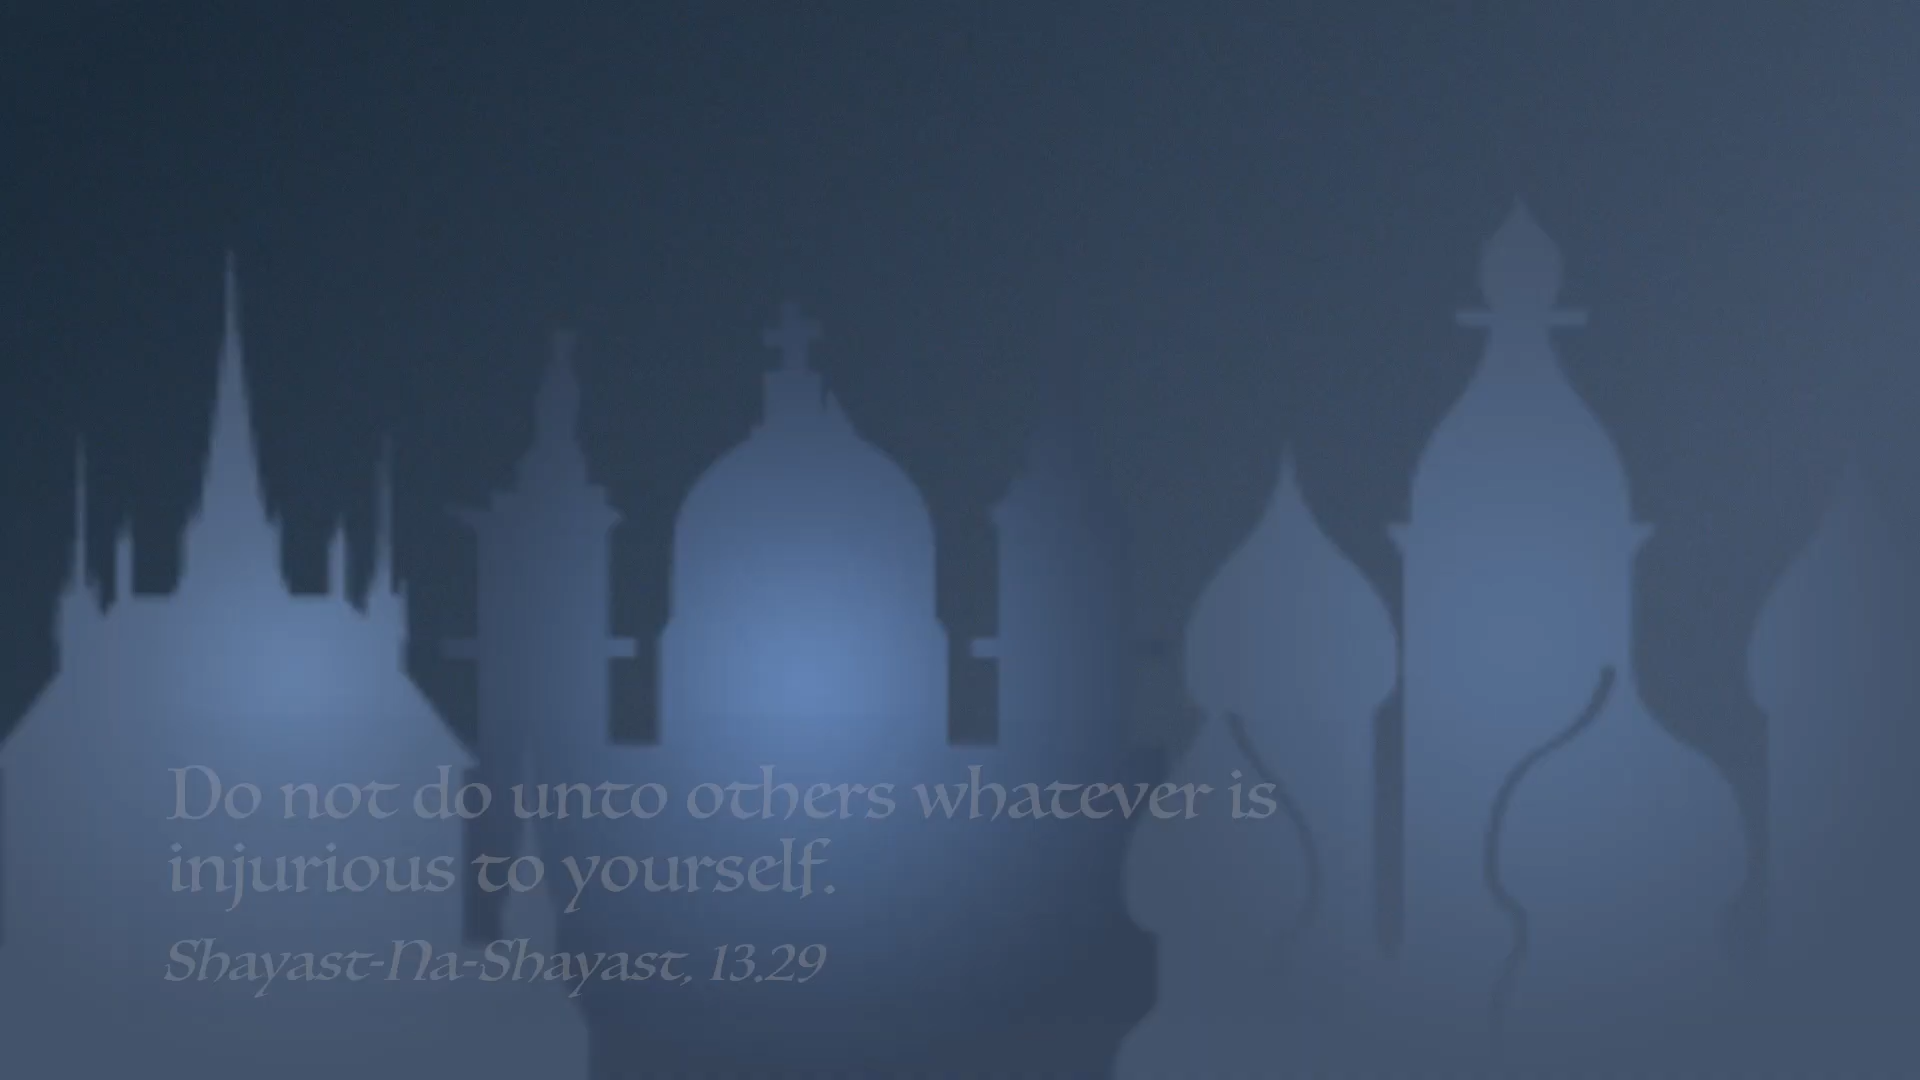 Do not do unto others whatever is
injurious to yourself.
Shayast-Na-Shayast, 13.29